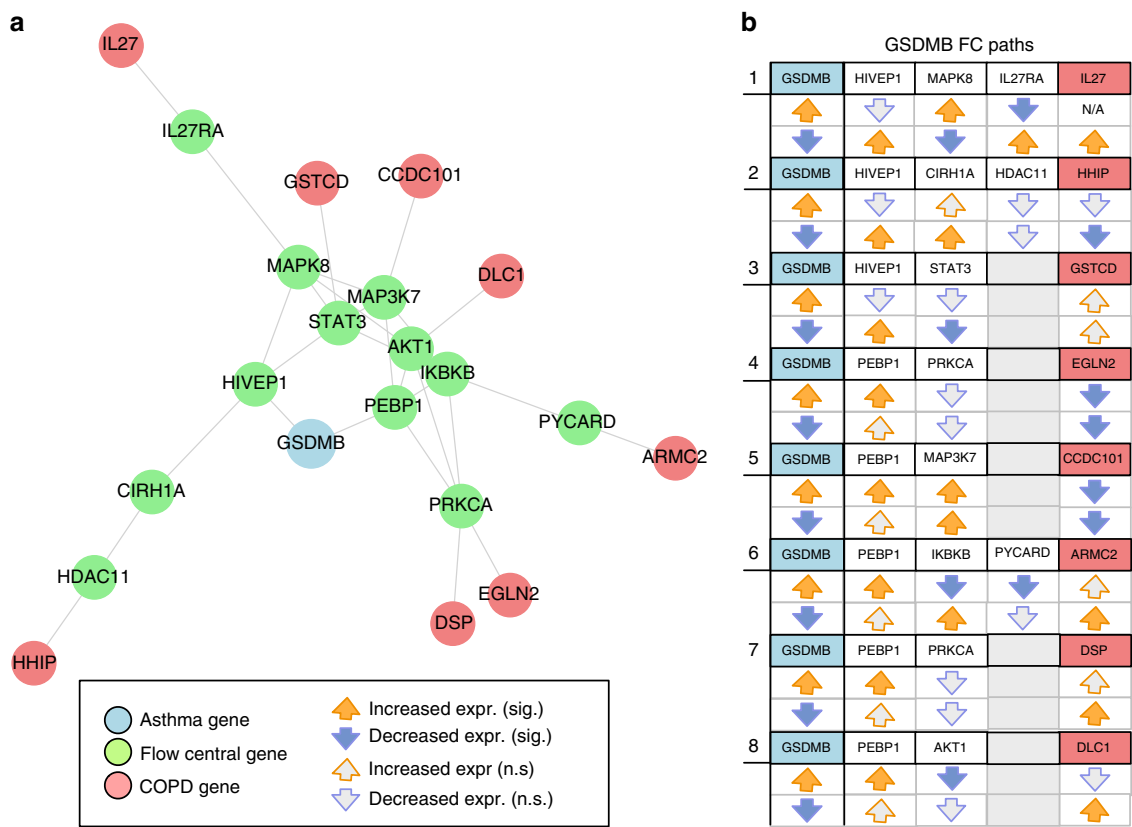 a
IL27
IL27RA
GSTCD
CCDC101
MAPK8
DLC1
MAP3K7
STAT3
AKT1
IKBKB
HIVEP1
PEBP1
PYCARD
GSDMB
ARMC2
CIRH1A
PRKCA
HDAC11
EGLN2
DSP
HHIP
Asthma gene
Flow central gene
COPD gene
Increased expr. (sig.)
Decreased expr. (sig.)
Increased expr (n.s)
Decreased expr. (n.s.)
b
GSDMB FC paths
1 GSDMB HIVEP1 MAPK8 IL27RA IL27
N/A
2 GSDMB HIVEP1 CIRH1A HDAC11 HHIP
3 GSDMB HIVEP1 STAT3 GSTCD
4 GSDMB PEBP1 PRKCA EGLN2
5 GSDMB PEBP1 MAP3K7 CCDC101
6 GSDMB PEBP1 IKBKB PYCARD ARMC2
7 GSDMB PEBP1 PRKCA DSP
8 GSDMB PEBP1 AKT1 DLC1